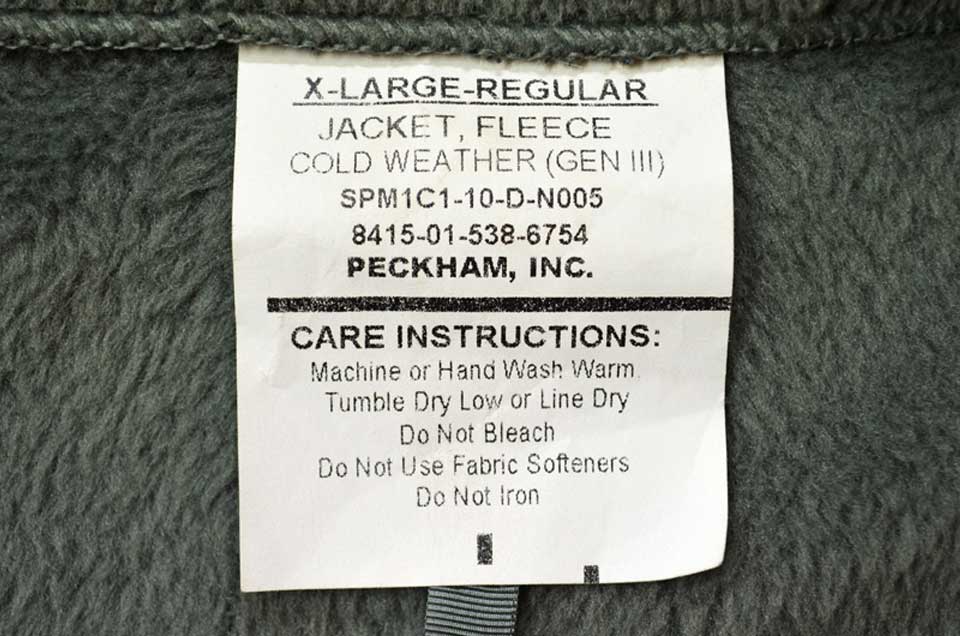 X-LARGE-REGULAR
JACKET, FLEECE
COLD WEATHER (GEN III)
SPM1C1-10-D-N005
8415-01-538-6754
PECKHAM, INC.
CARE INSTRUCTIONS:
Machine or Hand Wash Warm
Tumble Dry Low or Line Dry
Do Not Bleach
Do Not Use Fabric Softeners
Do Not Iron